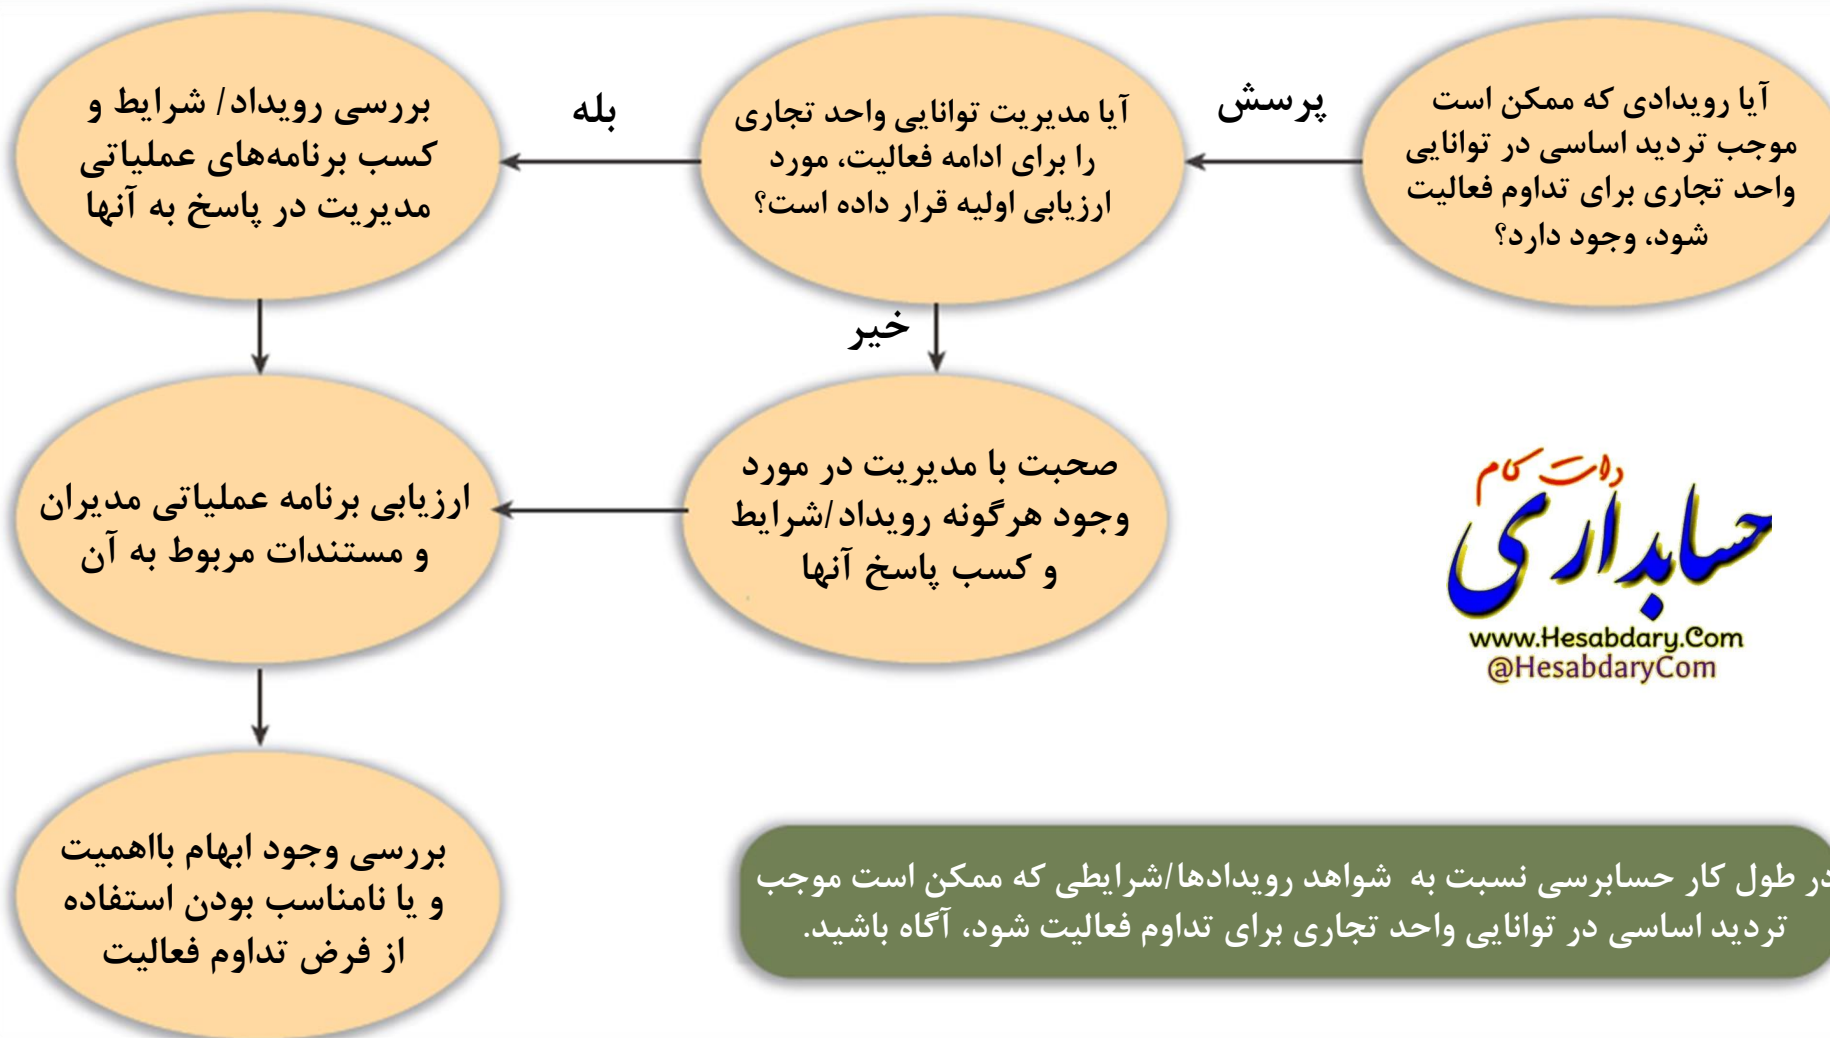 آیا رویدادی که ممکن است
موجب تردید اساسی در توانایی
واحد تجاری برای تداوم فعالیت
شود، وجود دارد؟
پرسش
آیا مدیریت توانایی واحد تجاری
را برای ادامه فعالیت، مورد
ارزیابی اولیه قرار داده است؟
بله
بررسی رویداد/ شرایط و
کسب برنامه‌های عملیاتی
مدیریت در پاسخ به آنها
خیر
صحبت با مدیریت در مورد
وجود هرگونه رویداد/شرایط
و کسب پاسخ آنها
ارزیابی برنامه عملیاتی مدیران
و مستندات مربوط به آن
بررسی وجود ابهام بااهمیت
و یا نامناسب بودن استفاده
از فرض تداوم فعالیت
دات کام
حسابداری
www.Hesabdary.Com
@HesabdaryCom
در طول کار حسابرسی نسبت به شواهد رویدادها/شرایطی که ممکن است موجب
تردید اساسی در توانایی واحد تجاری برای تداوم فعالیت شود، آگاه باشید.